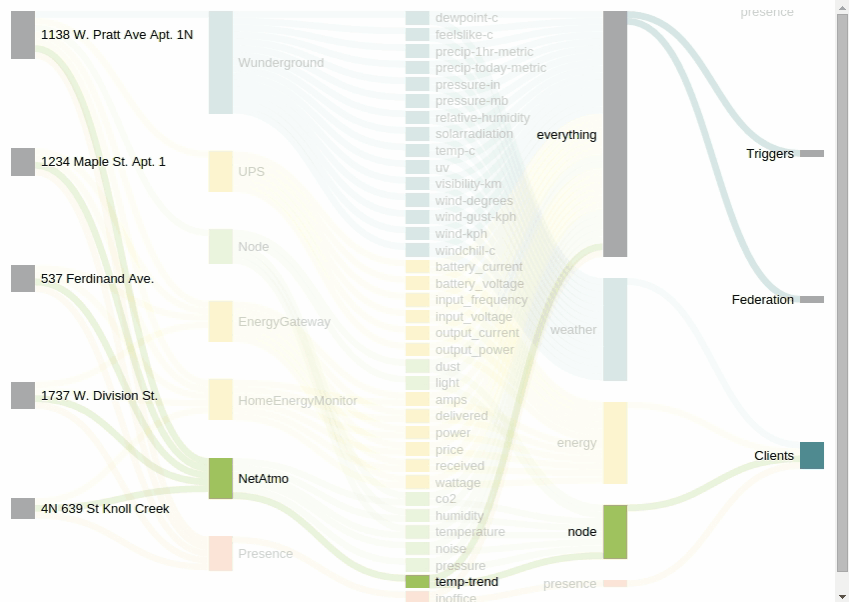 1138 W. Pratt Ave Apt. 1N
1234 Maple St. Apt. 1
537 Ferdinand Ave.
1737 W. Division St.
4N 639 St Knoll Creek
Wunderground
UPS
Node
EnergyGateway
HomeEnergyMonitor
NetAtmo
Presence
dewpoint-c
feelslike-c
precip-1hr-metric
precip-today-metric
pressure-in
pressure-mb
relative-humidity
solarradiation
temp-c
uv
visibility-km
wind-degrees
wind-gust-kph
wind-kph
windchill-c
battery_current
battery_voltage
input_frequency
input_voltage
output_current
output_power
dust
light
amps
delivered
power
price
received
wattage
co2
humidity
temperature
noise
pressure
temp-trend
inoffice
everything
weather
energy
node
presence
presence
Triggers
Federation
Clients